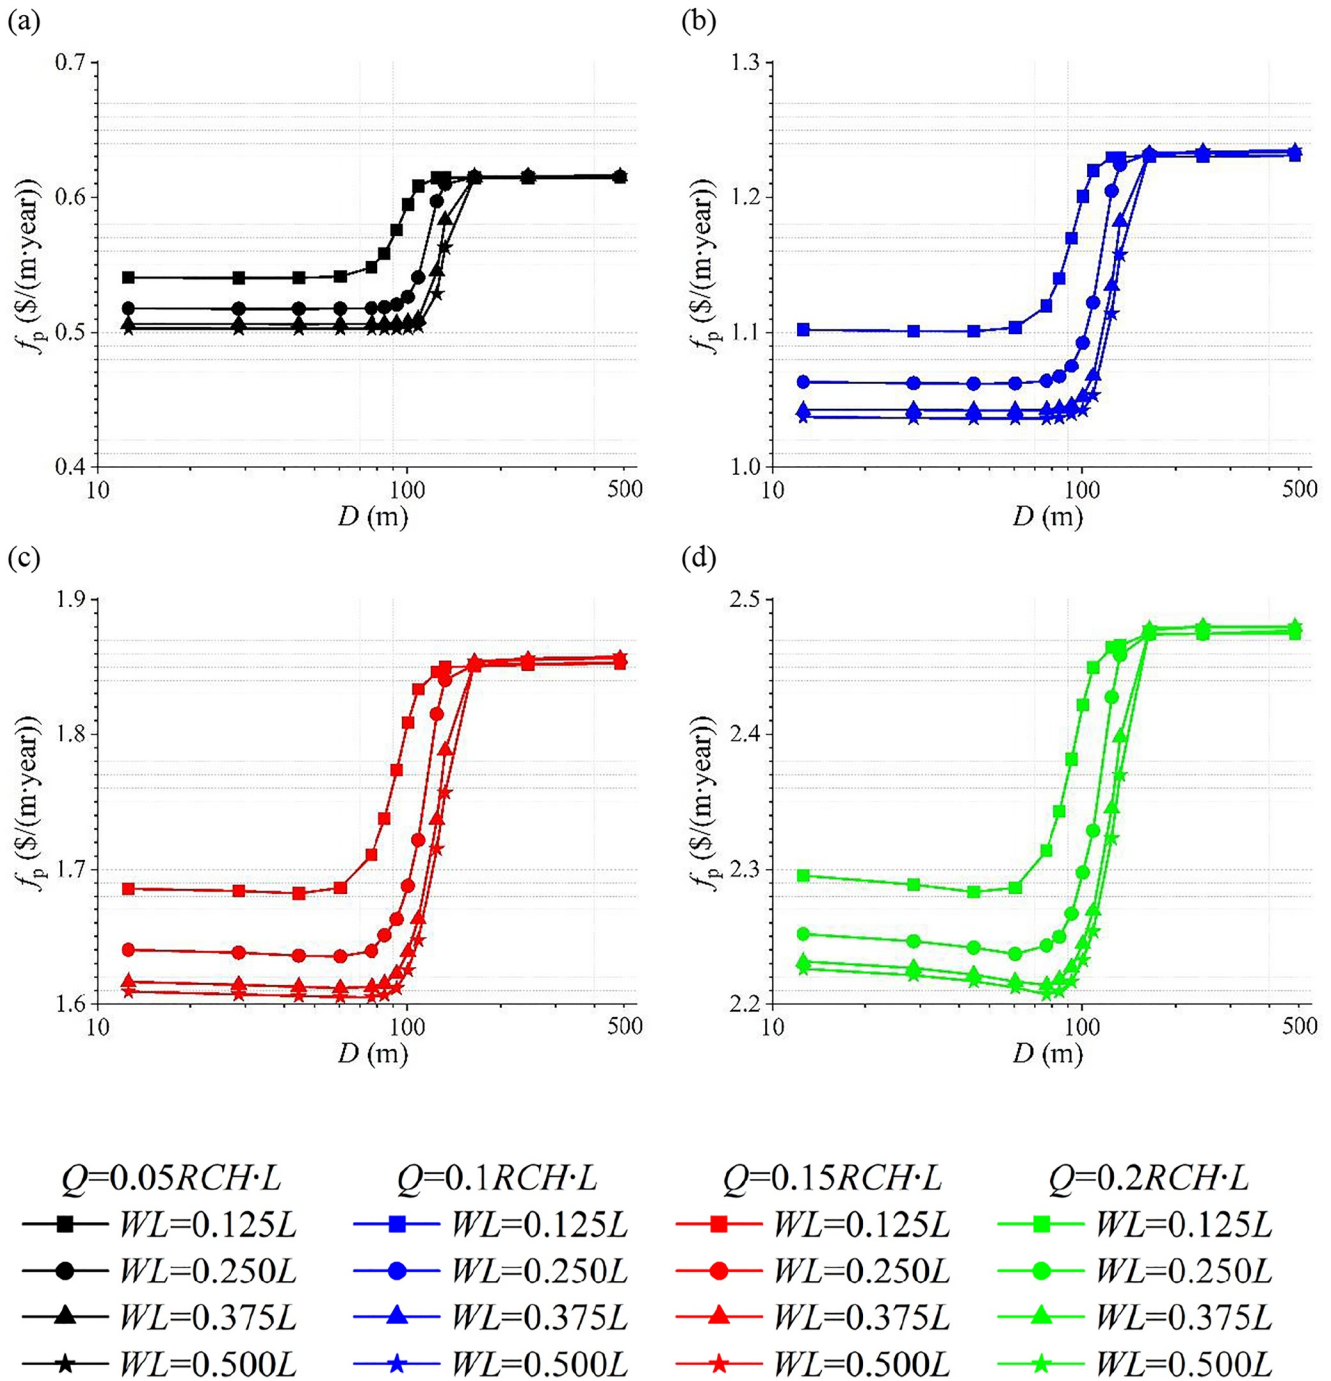 (a)
(b)
0.7
0.6
0.5
0.4
fp ($/(m·year))
10
100
500
D (m)
1.3
1.2
1.1
1.0
fp ($/(m·year))
10
100
500
D (m)
(c)
(d)
1.9
1.8
1.7
1.6
fp ($/(m·year))
10
100
500
D (m)
2.5
2.4
2.3
2.2
fp ($/(m·year))
10
100
500
D (m)
Q=0.05RCH·L
WL=0.125L
WL=0.250L
WL=0.375L
WL=0.500L
Q=0.1RCH·L
WL=0.125L
WL=0.250L
WL=0.375L
WL=0.500L
Q=0.15RCH·L
WL=0.125L
WL=0.250L
WL=0.375L
WL=0.500L
Q=0.2RCH·L
WL=0.125L
WL=0.250L
WL=0.375L
WL=0.500L